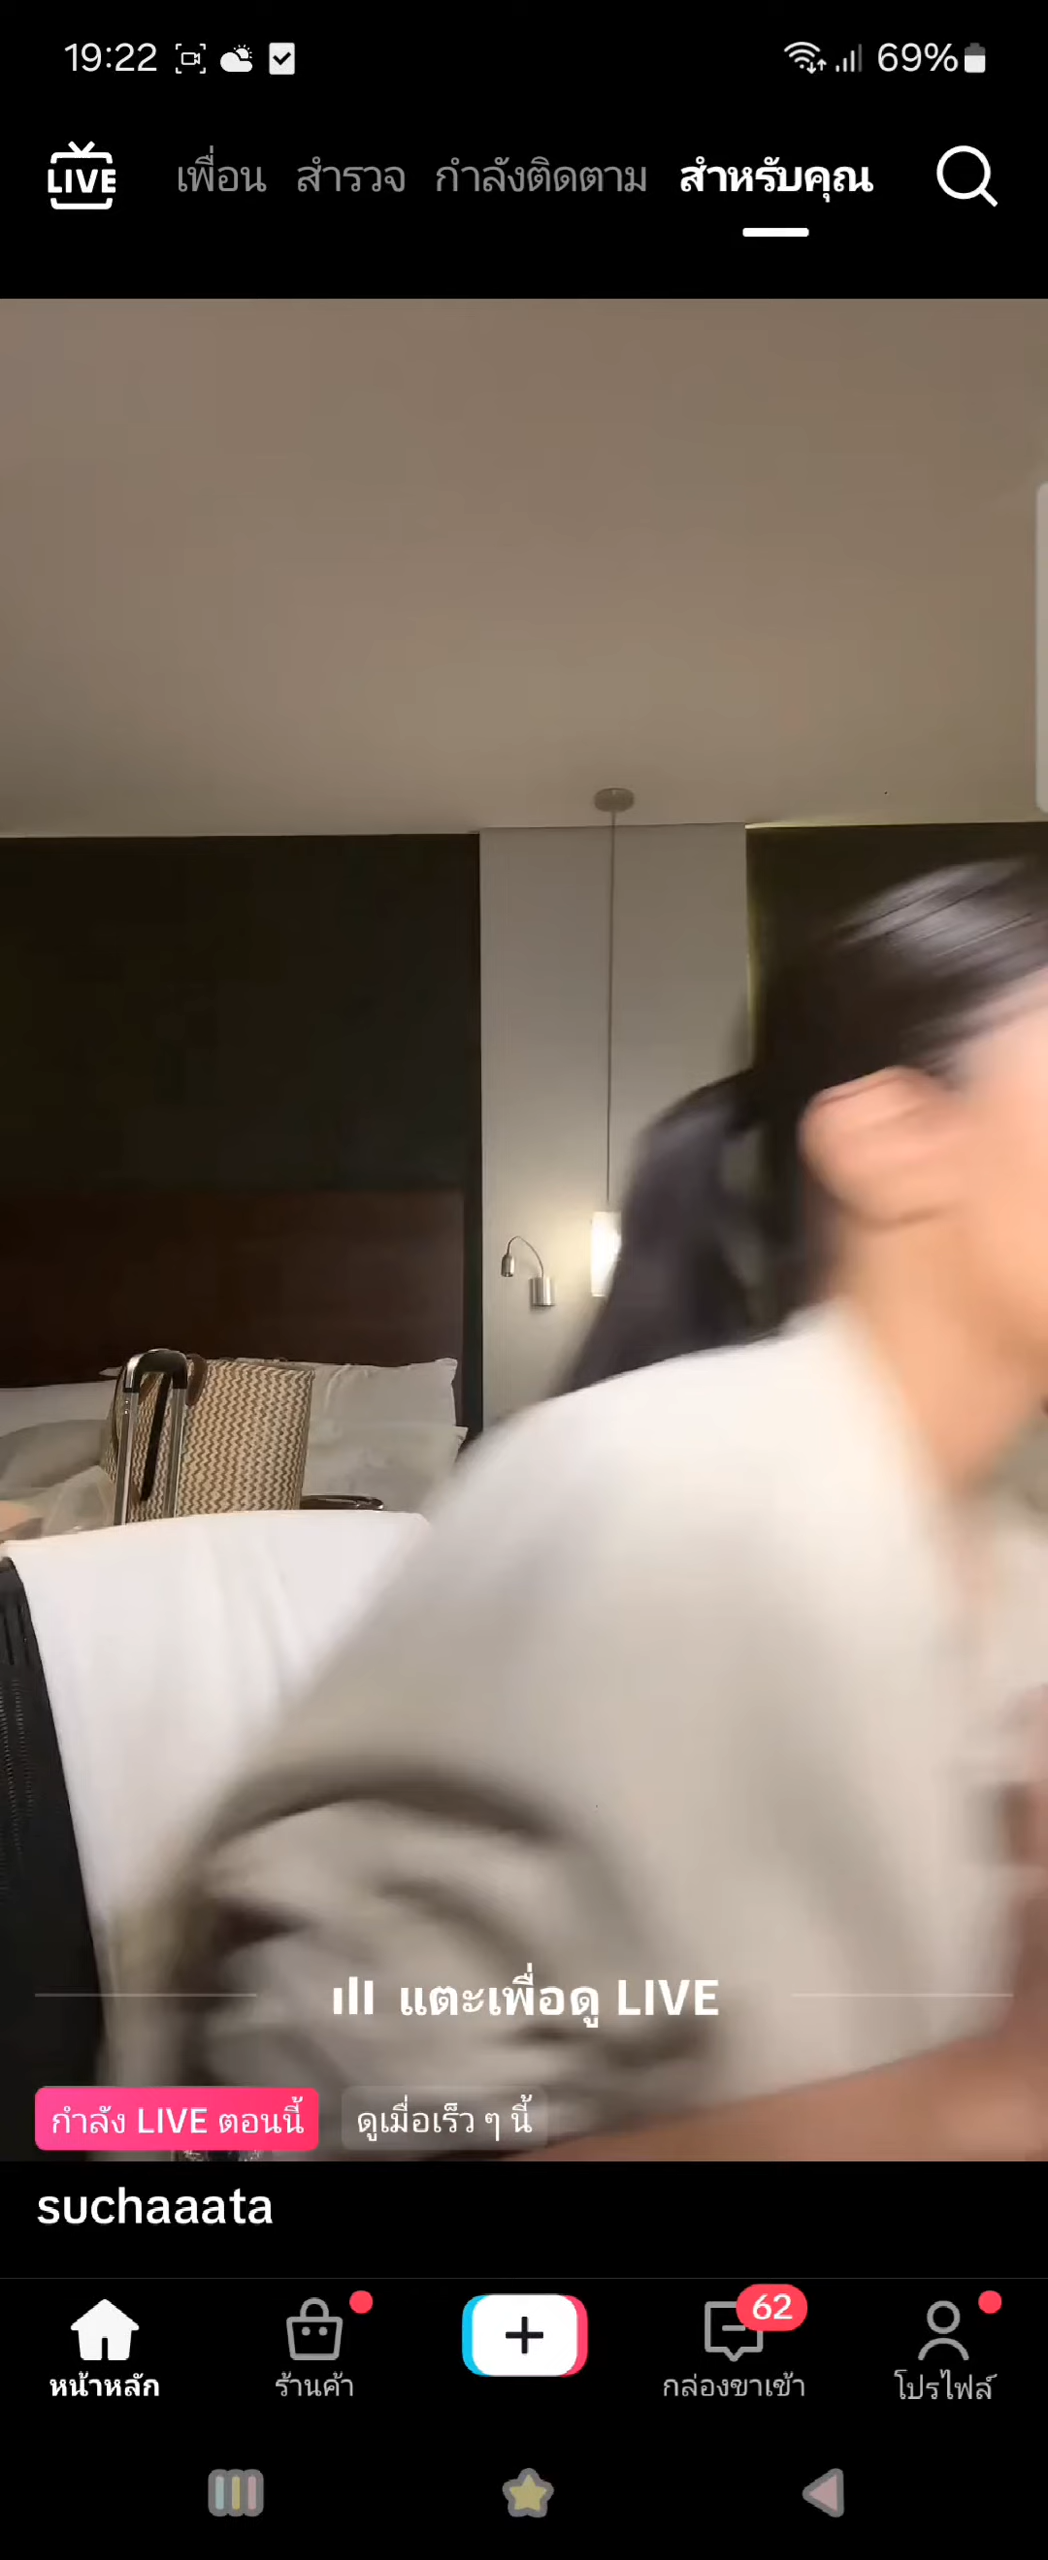 19:22 69%
LIVE เพื่อน สำรวจ กำลังติดตาม สำหรับคุณ
แตะเพื่อดู LIVE
กำลัง LIVE ตอนนี้ ดูเมื่อเร็ว ๆ นี้
suchaaata
62
หน้าหลัก ร้านค้า กล่องขาเข้า โปรไฟล์